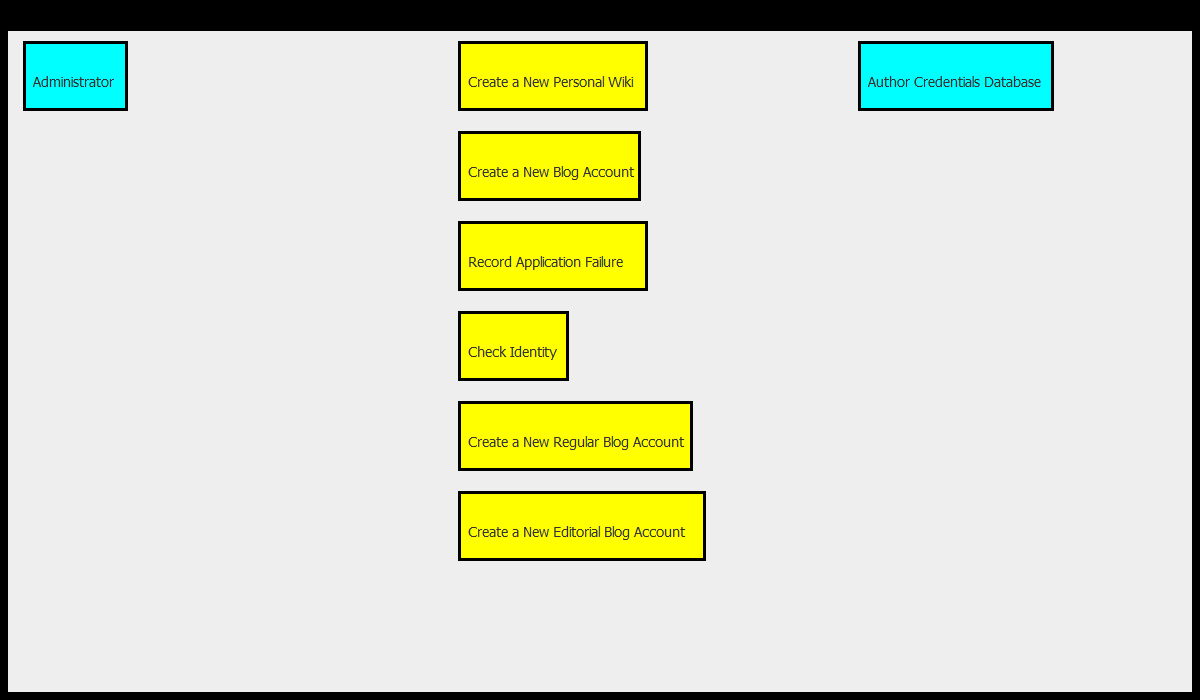 Administrator
Create a New Personal Wiki
Author Credentials Database
Create a New Blog Account
Record Application Failure
Check Identity
Create a New Regular Blog Account
Create a New Editorial Blog Account